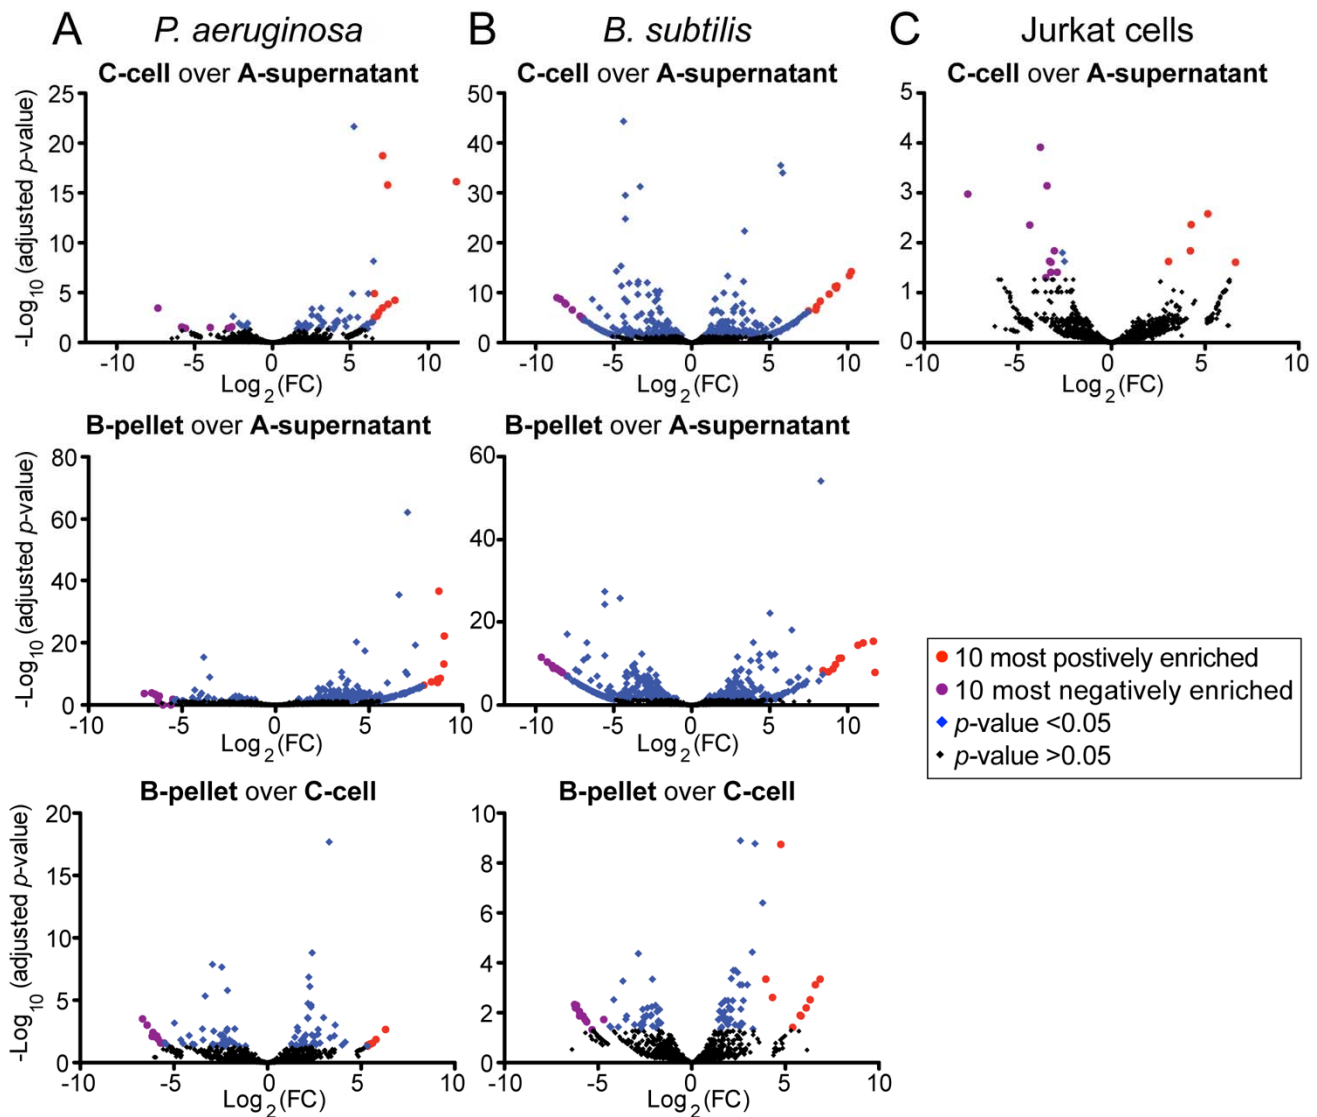 A P. aeruginosa
B B. subtilis
C Jurkat cells
C-cell over A-supernatant
-Log10 (adjusted p-value)
25
20
15
10
5
0
-10 -5 0 5 10
Log2(FC)
C-cell over A-supernatant
50
40
30
20
10
0
-10 -5 0 5 10
Log2(FC)
C-cell over A-supernatant
5
4
3
2
1
0
-10 -5 0 5 10
Log2(FC)
B-pellet over A-supernatant
-Log10 (adjusted p-value)
80
60
40
20
0
-10 -5 0 5 10
Log2(FC)
B-pellet over A-supernatant
60
40
20
0
-10 -5 0 5 10
Log2(FC)
10 most postively enriched
10 most negatively enriched
p-value <0.05
p-value >0.05
B-pellet over C-cell
-Log10 (adjusted p-value)
20
15
10
5
0
-10 -5 0 5 10
Log2(FC)
B-pellet over C-cell
10
8
6
4
2
0
-10 -5 0 5 10
Log2(FC)